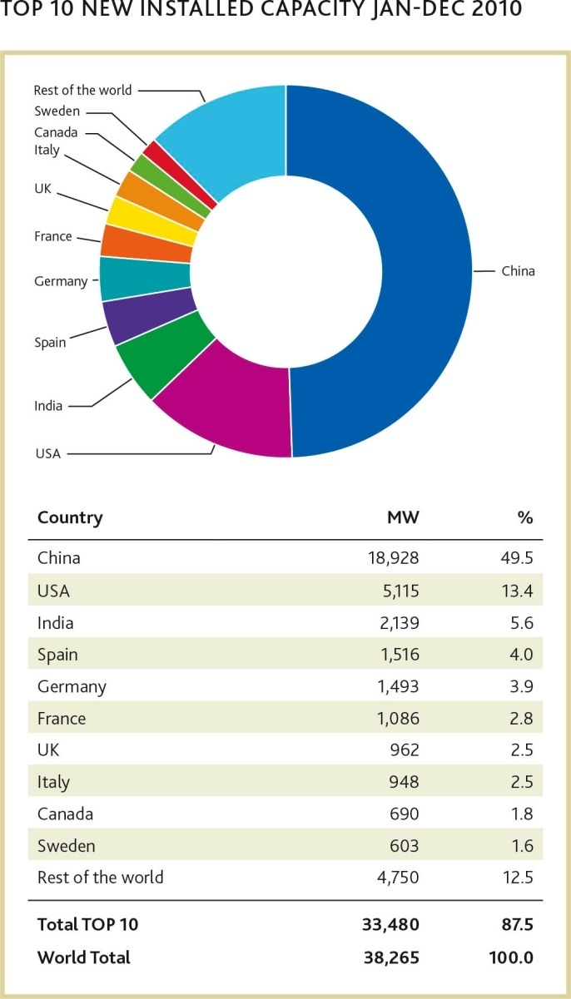 TOP 10 NEW INSTALLED CAPACITY JAN-DEC 2010
Rest of the world
Sweden
Canada
Italy
UK
France
Germany
Spain
India
USA
China
Country MW %
China 18,928 49.5
USA 5,115 13.4
India 2,139 5.6
Spain 1,516 4.0
Germany 1,493 3.9
France 1,086 2.8
UK 962 2.5
Italy 948 2.5
Canada 690 1.8
Sweden 603 1.6
Rest of the world 4,750 12.5
Total TOP 10 33,480 87.5
World Total 38,265 100.0